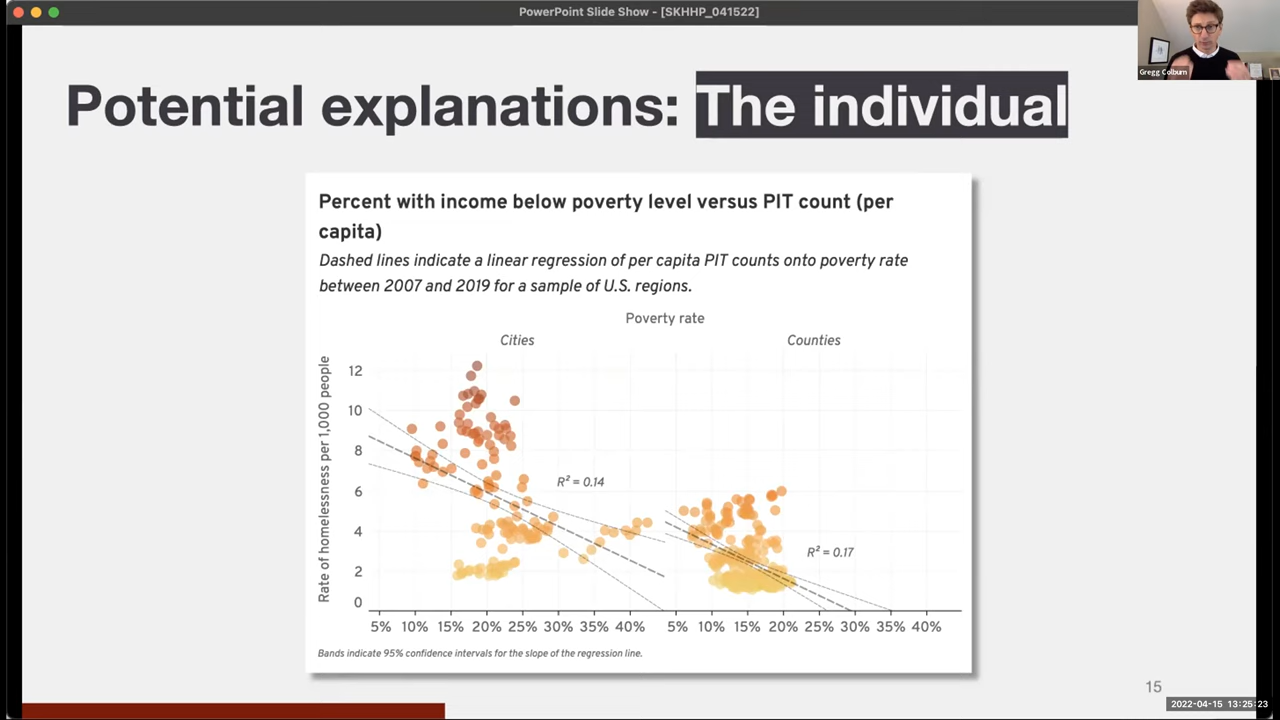 PowerPoint Slide Show - [SKHHP_041522]
Gregg Colburn
Potential explanations: The individual
Percent with income below poverty level versus PIT count (per
capita)
Dashed lines indicate a linear regression of per capita PIT counts onto poverty rate
between 2007 and 2019 for a sample of U.S. regions.
Poverty rate
Cities
Counties
Rate of homelessness per 1,000 people
12
10
8
6
4
2
0
R² = 0.14
R² = 0.17
5% 10% 15% 20% 25% 30% 35% 40% 5% 10% 15% 20% 25% 30% 35% 40%
Bands indicate 95% confidence intervals for the slope of the regression line.
15
2022-04-15 13:25:23